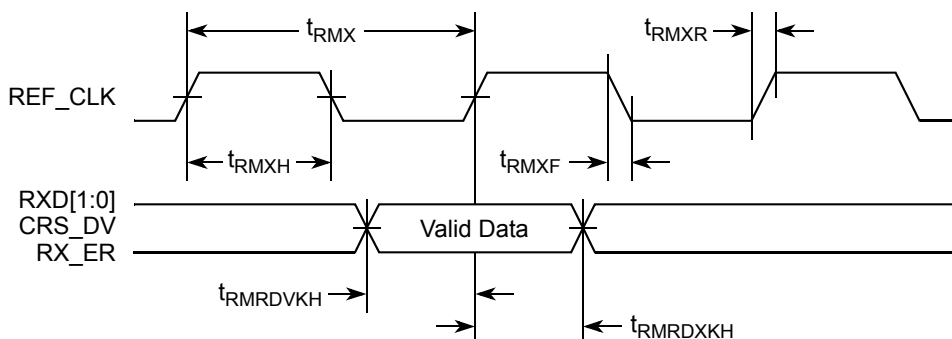 tRMX
tRMXR
REF_CLK
tRMXH
tRMXF
RXD[1:0]
CRS_DV
Valid Data
RX_ER
tRMRDVKH
tRMRDXKH